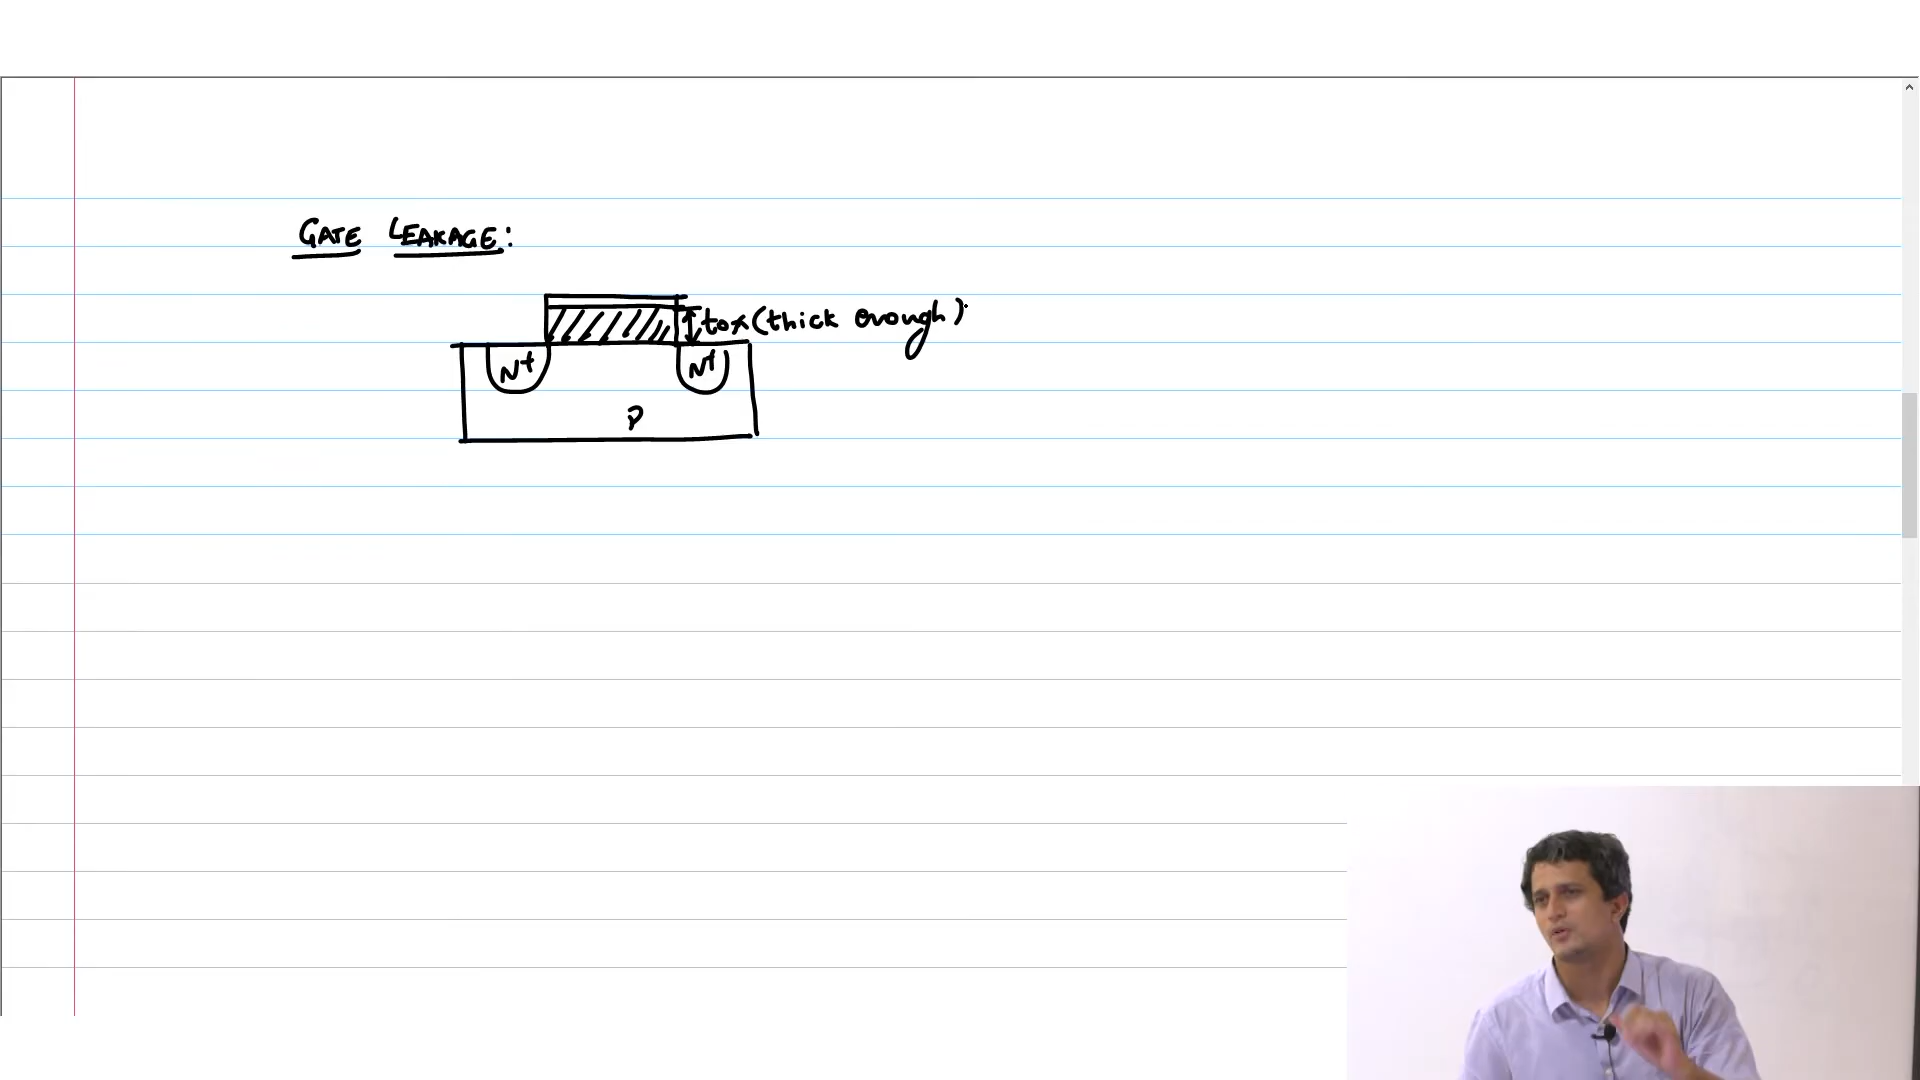 GATE LEAKAGE:
tox (thick enough)
N+ N+
P